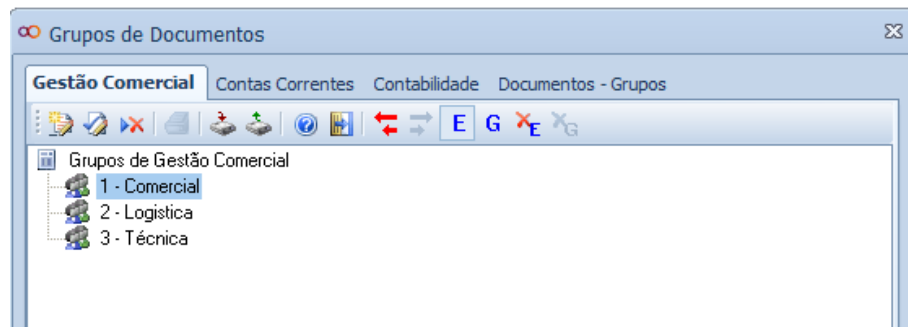 Grupos de Documentos
Gestão Comercial Contas Correntes Contabilidade Documentos - Grupos
E G E G
Grupos de Gestão Comercial
1 - Comercial
2 - Logistica
3 - Técnica